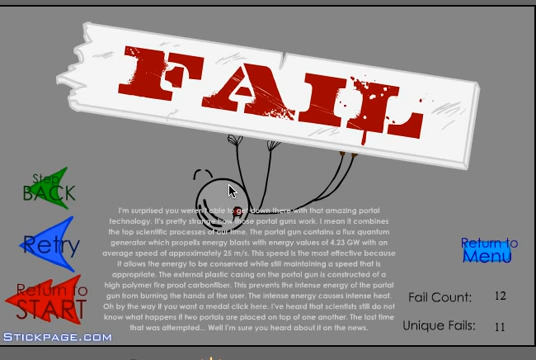 FAIL
Step
BACK
Retry
Return to
START
I'm surprised you weren't able to get down there with that amazing portal
technology. It's pretty strange how those portal guns work. I mean it combines
the top scientific processes of our time. The portal gun contains a flux quantum
generator which propells energy blasts with energy values of 4.23 GW with an
average speed of approximately 25 m/s. This speed is the most effective because
it allows the energy to be conserved while still maintaining a speed that is
appropriate. The external plastic casing on the portal gun is constructed of a
high polymer fire proof carbonfiber. This prevents the intense energy of the portal
gun from burning the hands of the user. The intense energy causes intense heat.
Oh by the way if you want a medal click here. I've heard that scientists still do not
know what happens if two portals are placed on top of one another. The last time
that was attempted... Well I'm sure you heard about it on the news.
Return to
Menu
Fail Count: 12
Unique Fails: 11
STICKPAGE.COM